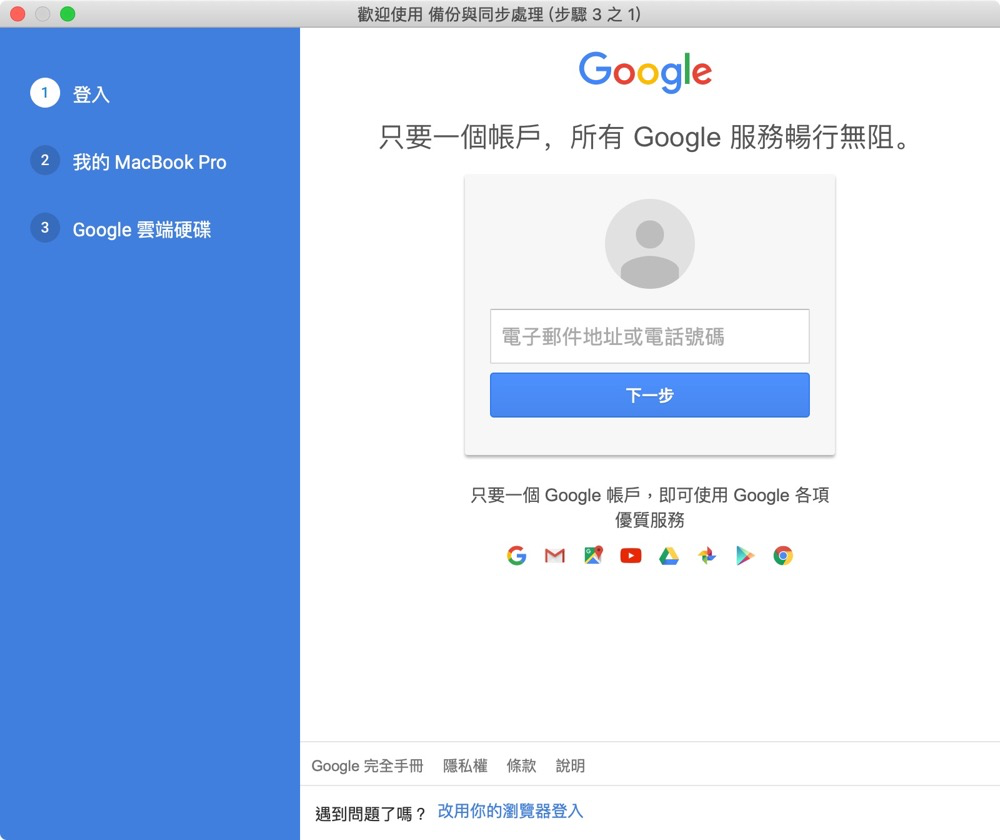 歡迎使用 備份與同步處理 (步驟 3 之 1)
1 登入
2 我的 MacBook Pro
3 Google 雲端硬碟
Google
只要一個帳戶，所有 Google 服務暢行無阻。
電子郵件地址或電話號碼
下一步
只要一個 Google 帳戶，即可使用 Google 各項
優質服務
Google 完全手冊 隱私權 條款 說明
遇到問題了嗎？ 改用你的瀏覽器登入